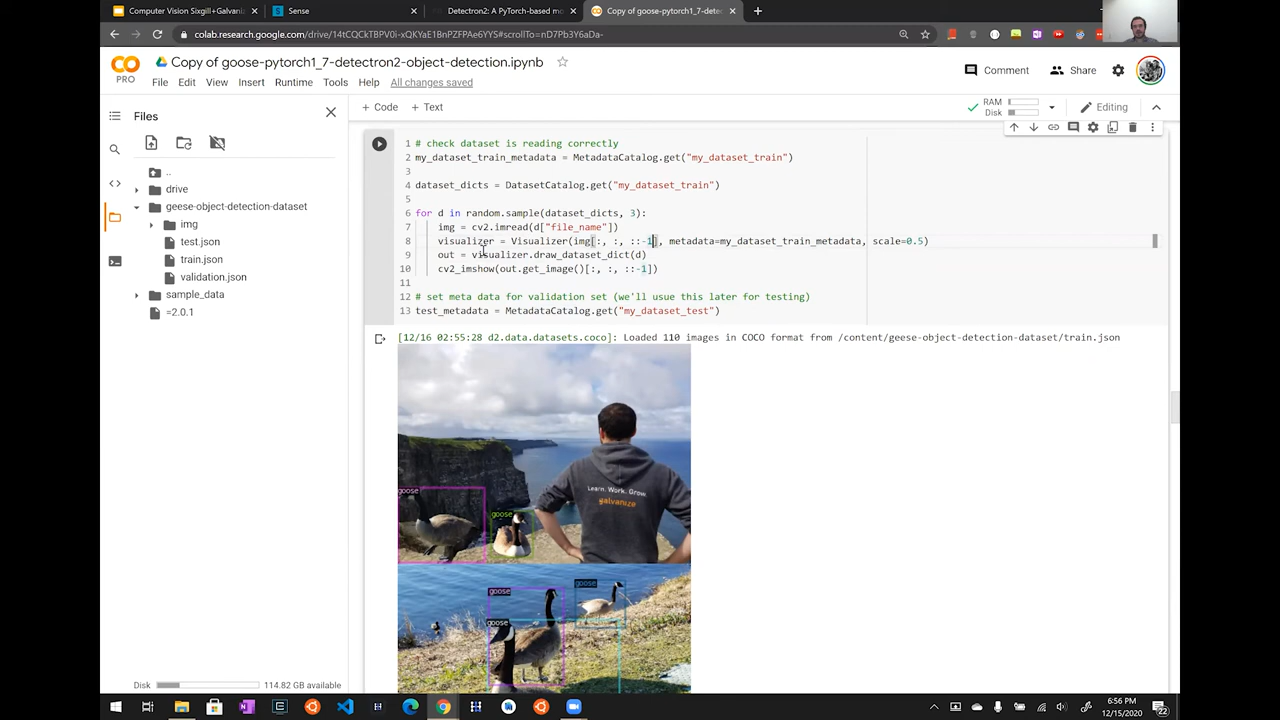 Computer Vision Sixgill+Galvani
Sense
Detectron2: A PyTorch-based mo
Copy of goose-pytorch1_7-dete
colab.research.google.com/drive/14tCQCkTBPV0i-xQKYaE1BnPZFPAe6YYS#scrollTo=nD7Pb3Y6aDa-
CO
PRO
Copy of goose-pytorch1_7-detectron2-object-detection.ipynb
File Edit View Insert Runtime Tools Help All changes saved
Comment Share
Files
+ Code + Text
RAM
Disk
Editing
..
drive
geese-object-detection-dataset
img
test.json
train.json
validation.json
sample_data
=2.0.1
1 # check dataset is reading correctly
2 my_dataset_train_metadata = MetadataCatalog.get("my_dataset_train")
3
4 dataset_dicts = DatasetCatalog.get("my_dataset_train")
5
6 for d in random.sample(dataset_dicts, 3):
7 img = cv2.imread(d["file_name"])
8 visualizer = Visualizer(img[:, :, ::-1], metadata=my_dataset_train_metadata, scale=0.5)
9 out = visualizer.draw_dataset_dict(d)
10 cv2_imshow(out.get_image()[:, :, ::-1])
11
12 # set meta data for validation set (we'll usue this later for testing)
13 test_metadata = MetadataCatalog.get("my_dataset_test")
[12/16 02:55:28 d2.data.datasets.coco]: Loaded 110 images in COCO format from /content/geese-object-detection-dataset/train.json
Learn. Work. Grow.
galvanize
goose
goose
goose
goose
goose
Disk 114.82 GB available
6:56 PM
12/15/2020
22